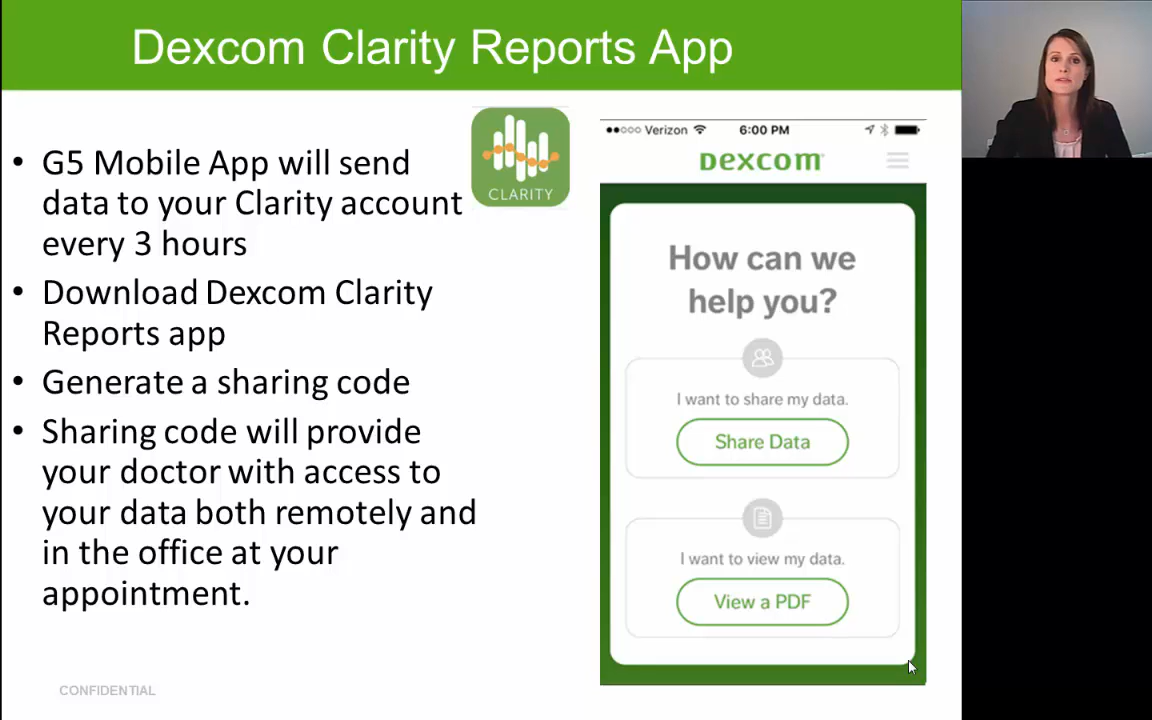 Dexcom Clarity Reports App
• G5 Mobile App will send
data to your Clarity account
every 3 hours
• Download Dexcom Clarity
Reports app
• Generate a sharing code
• Sharing code will provide
your doctor with access to
your data both remotely and
in the office at your
appointment.
CONFIDENTIAL
CLARITY
Verizon 6:00 PM
Dexcom
How can we
help you?
I want to share my data.
Share Data
I want to view my data.
View a PDF